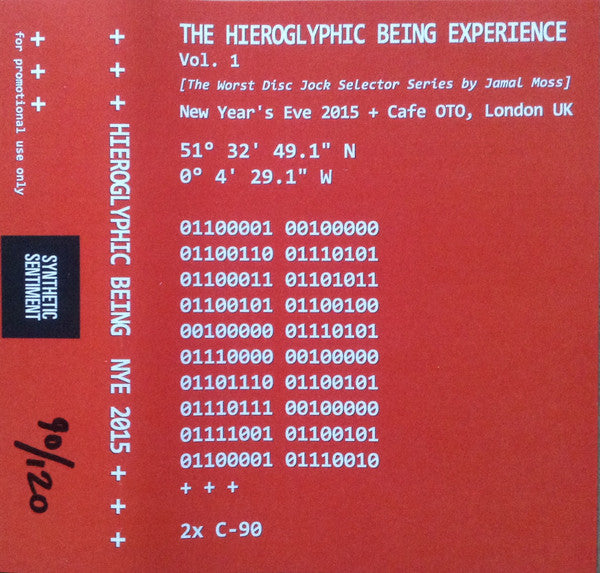 + + +
for promotional use only
SYNTHETIC
SENTIMENT
90/120
+ + + HIEROGLYPHIC BEING NYE 2015 + + +
THE HIEROGLYPHIC BEING EXPERIENCE
Vol. 1
[The Worst Disc Jock Selector Series by Jamal Moss]
New Year's Eve 2015 + Cafe OTO, London UK
51° 32' 49.1" N
0° 4' 29.1" W
01100001 00100000
01100110 01110101
01100011 01101011
01100101 01100100
00100000 01110101
01110000 00100000
01101110 01100101
01110111 00100000
01111001 01100101
01100001 01110010
+ + +
2x C-90